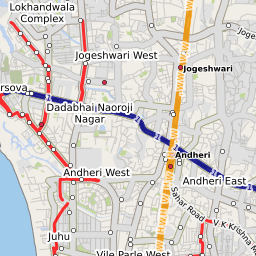 Lokhandwala
Complex
Jogeshwari West
Jogeshwari
rsova
Dadabhai Naoroji
Nagar
Andheri
Andheri West
Andheri East
Sahar Road
V K Krishna M
Juhu
Vile Parle West